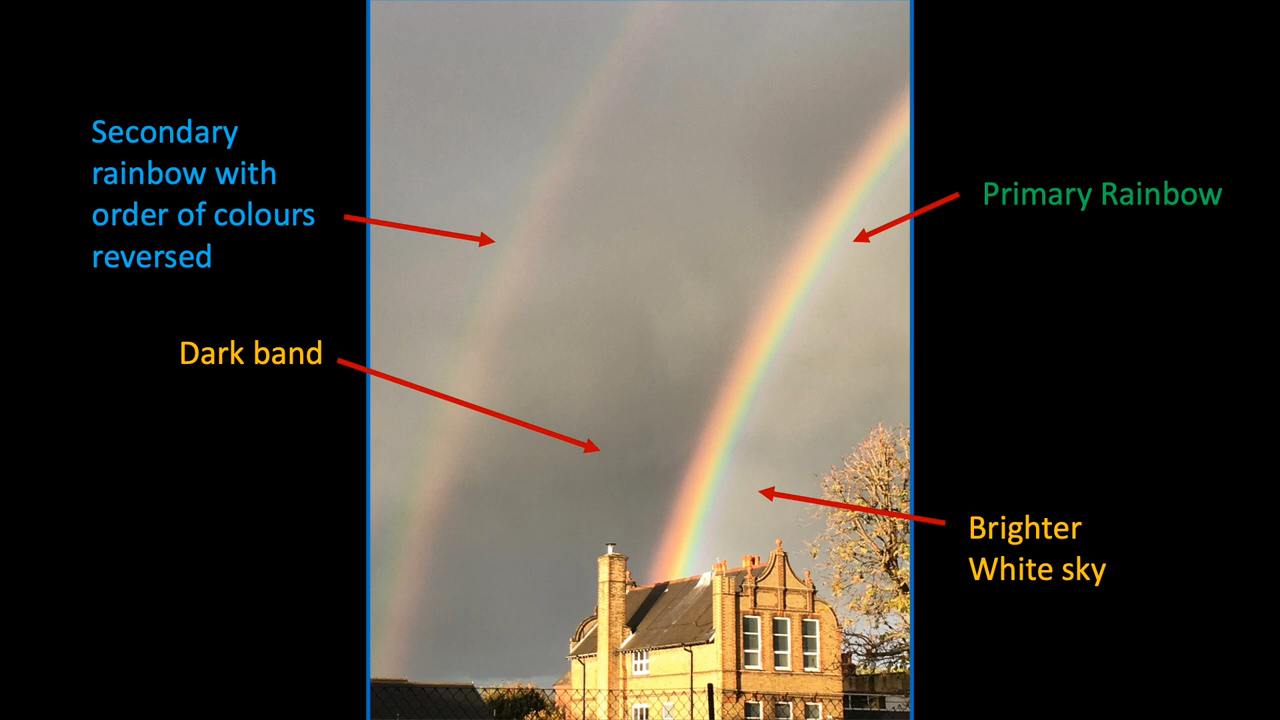 Secondary
rainbow with
order of colours
reversed
Dark band
Primary Rainbow
Brighter
White sky